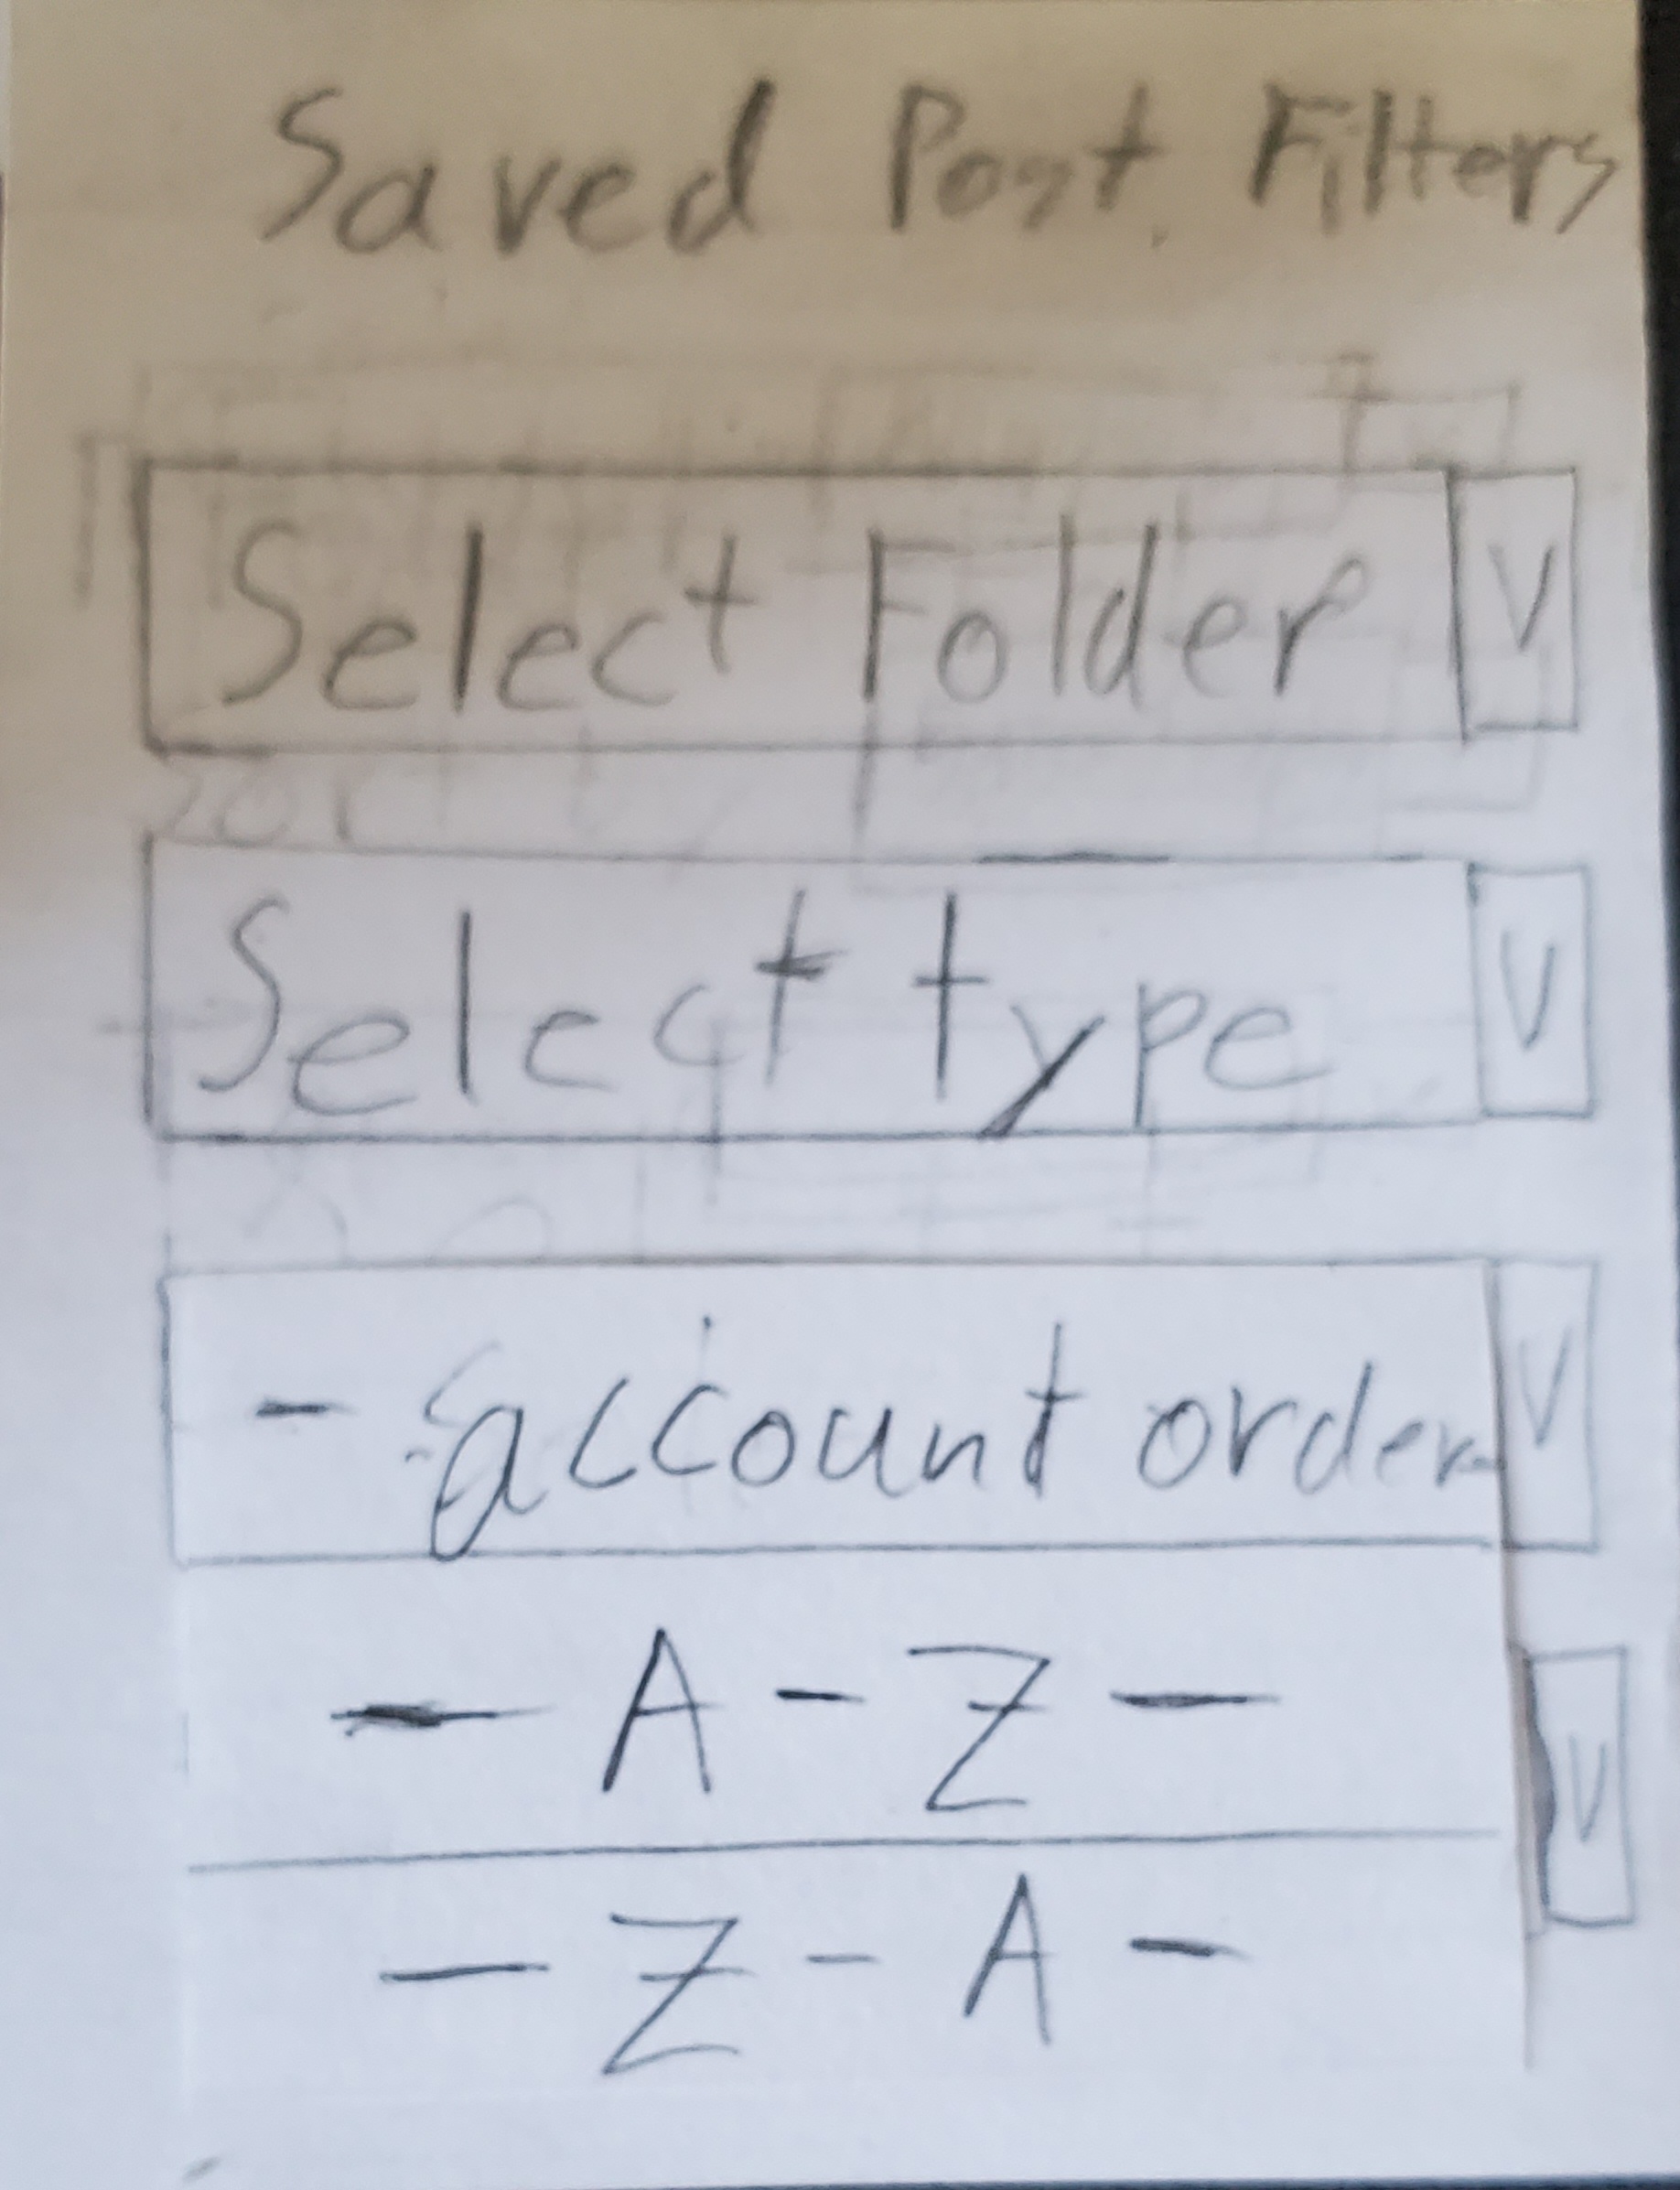 Saved Post Filters
Select Folder V
Select type V
- account order V
- A - Z -
V
- Z - A -